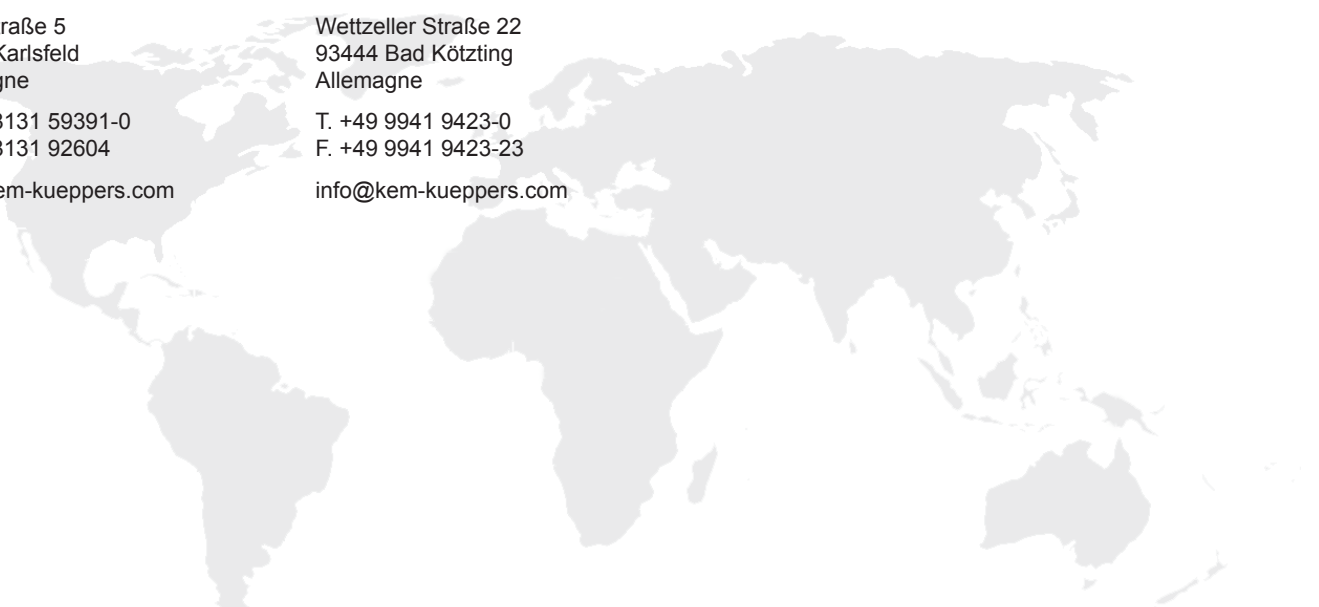 traße 5
Karlsfeld
gne
3131 59391-0
3131 92604
em-kueppers.com
Wettzeller Straße 22
93444 Bad Kötzting
Allemagne
T. +49 9941 9423-0
F. +49 9941 9423-23
info@kem-kueppers.com